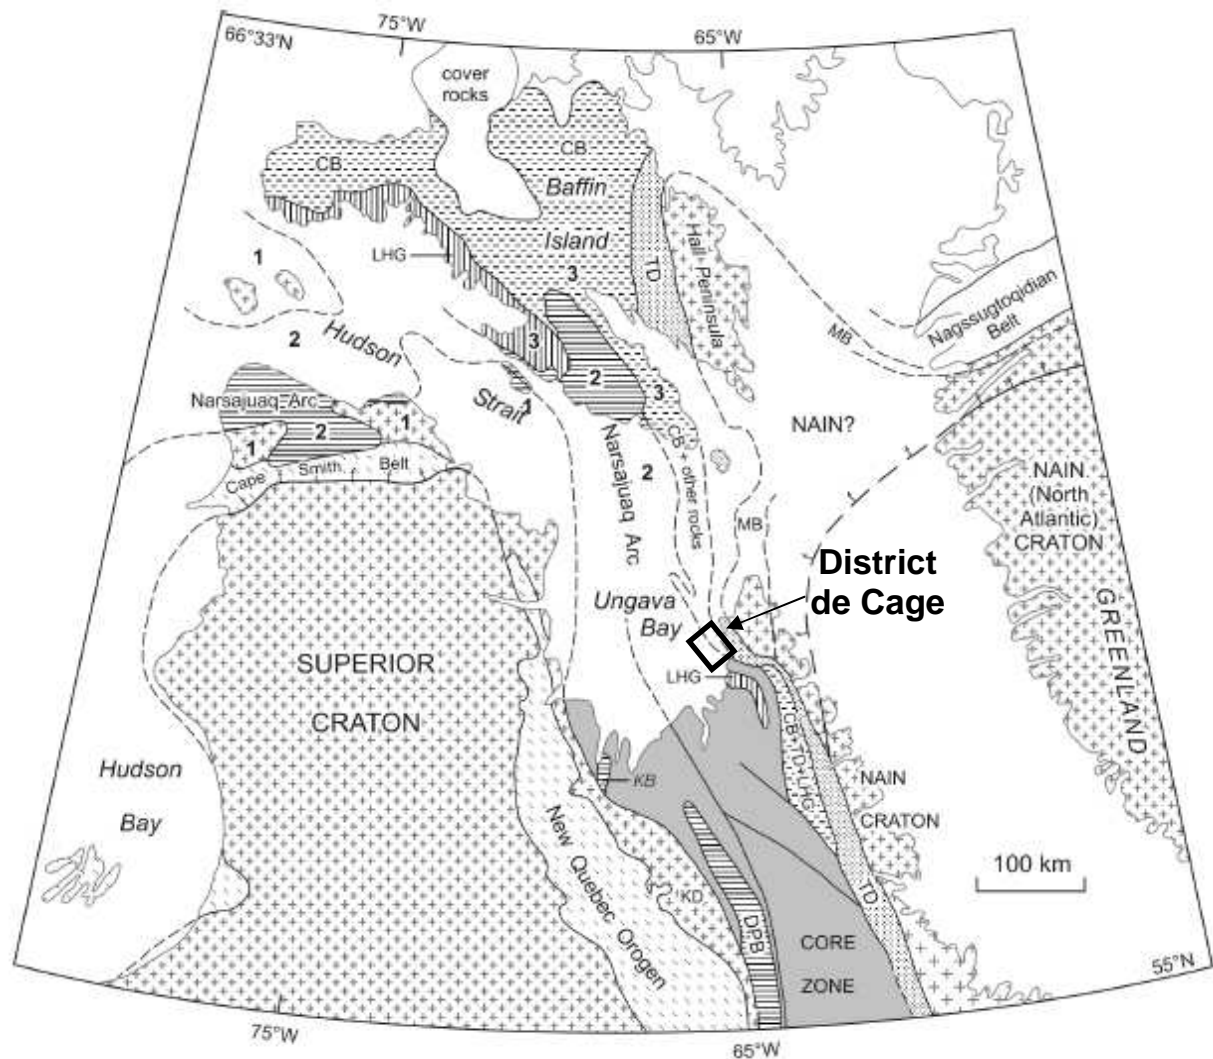 75°W
65°W
66°33'N
cover
rocks
CB
CB
Baffin
Island
LHG
TD
Hall Peninsula
1
3
MB
Nagssugtoqidian
Belt
2
Hudson
Strait
3
2
3
1
Narsajuaq Arc
1
2
1
Cape Smith Belt
NAIN?
NAIN
(North
Atlantic)
CRATON
Narsajuaq Arc
2
CB + other rocks
MB
District
de Cage
Ungava
Bay
GREENLAND
SUPERIOR
CRATON
LHG
CB+TD+LHG
Hudson
Bay
KB
NAIN
CRATON
New Quebec Orogen
100 km
KD
DPB
TD
CORE
ZONE
55°N
75°W
65°W